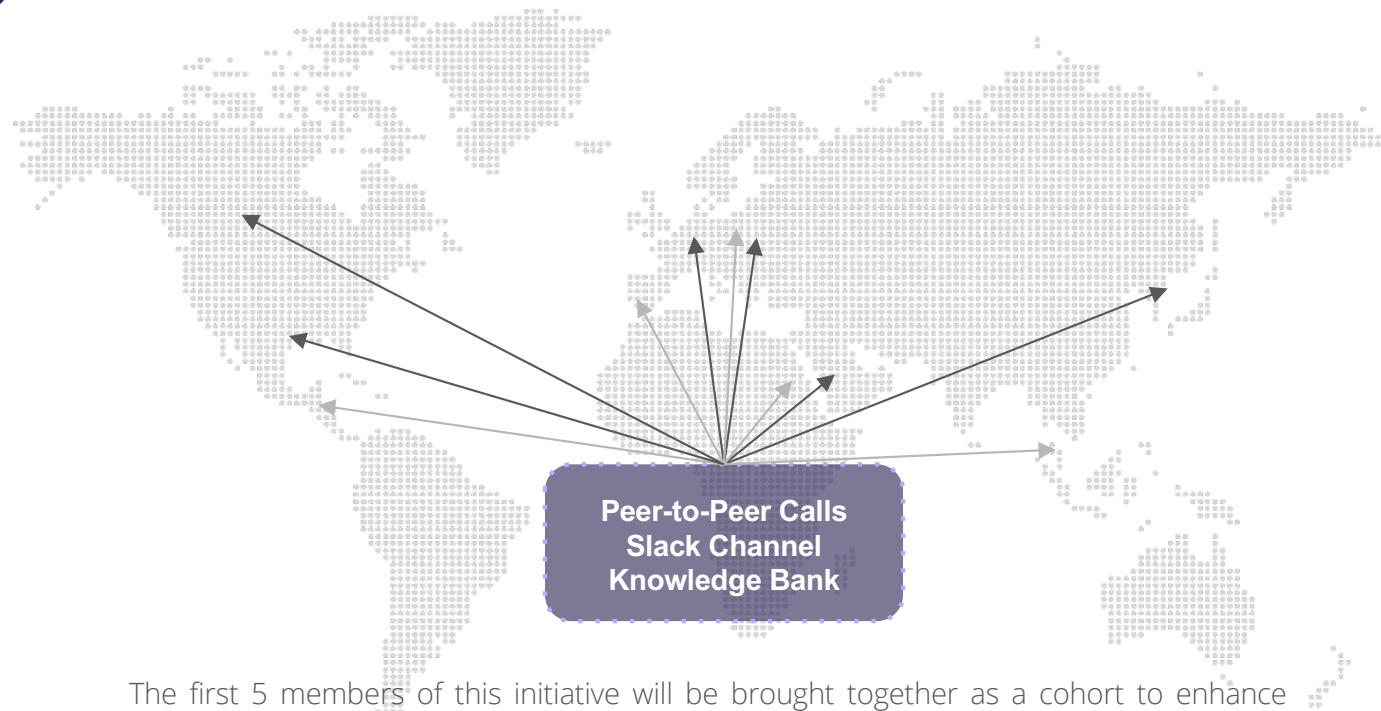 Peer-to-Peer Calls
Slack Channel
Knowledge Bank
The first 5 members of this initiative will be brought together as a cohort to enhance